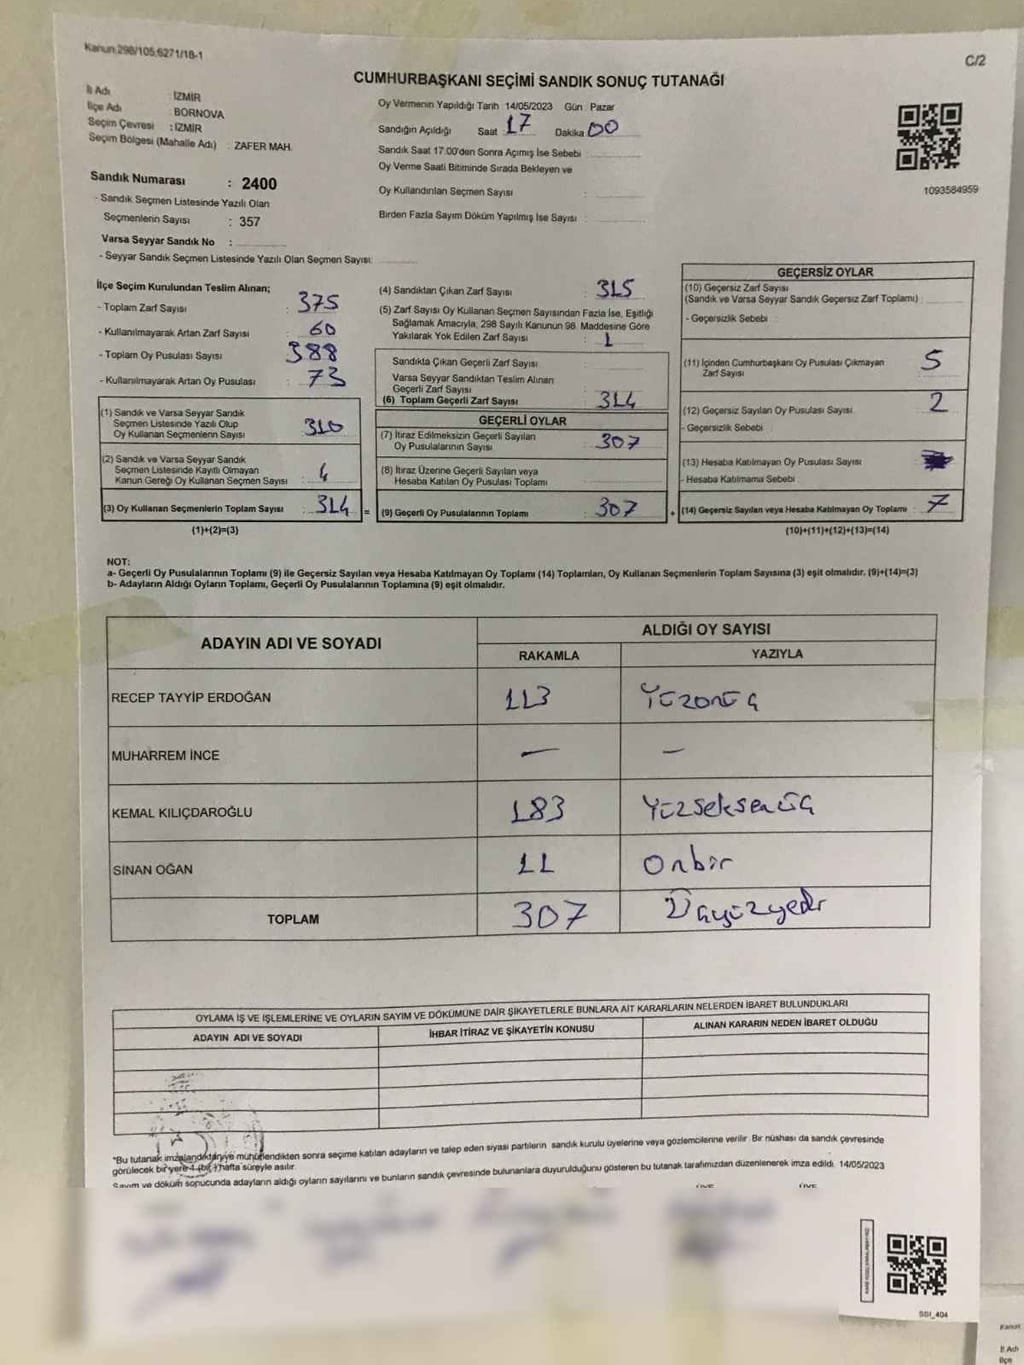 Kanun:298/105;6271/18-1
C/2
CUMHURBAŞKANI SEÇİMİ SANDIK SONUÇ TUTANAĞI
İl Adı İZMİR
İlçe Adı BORNOVA
Seçim Çevresi : İZMİR
Seçim Bölgesi (Mahalle Adı) : ZAFER MAH.
Sandık Numarası : 2400
- Sandık Seçmen Listesinde Yazılı Olan
Seçmenlerin Sayısı : 357
Varsa Seyyar Sandık No :
- Seyyar Sandık Seçmen Listesinde Yazılı Olan Seçmen Sayısı:
Oy Vermenin Yapıldığı Tarih 14/05/2023 Gün Pazar
Sandığın Açıldığı Saat : 17 Dakika : 00
Sandık Saat 17:00'den Sonra Açılmış İse Sebebi :
Oy Verme Saati Bitiminde Sırada Bekleyen ve
Oy Kullandırılan Seçmen Sayısı :
Birden Fazla Sayım Döküm Yapılmış İse Sayısı :
1093584959
İlçe Seçim Kurulundan Teslim Alınan;
- Toplam Zarf Sayısı : 375
- Kullanılmayarak Artan Zarf Sayısı : 60
- Toplam Oy Pusulası Sayısı : 388
- Kullanılmayarak Artan Oy Pusulası : 73
(1) Sandık ve Varsa Seyyar Sandık
Seçmen Listesinde Yazılı Olup
Oy Kullanan Seçmenlerin Sayısı : 310
(2) Sandık ve Varsa Seyyar Sandık
Seçmen Listesinde Kayıtlı Olmayan
Kanun Gereği Oy Kullanan Seçmen Sayısı : 4
(3) Oy Kullanan Seçmenlerin Toplam Sayısı : 314 =
(1)+(2)=(3)
(4) Sandıktan Çıkan Zarf Sayısı : 315
(5) Zarf Sayısı Oy Kullanan Seçmen Sayısından Fazla İse, Eşitliği
Sağlamak Amacıyla, 298 Sayılı Kanunun 98. Maddesine Göre
Yakılarak Yok Edilen Zarf Sayısı : 1
Sandıkta Çıkan Geçerli Zarf Sayısı :
Varsa Seyyar Sandıktan Teslim Alınan
Geçerli Zarf Sayısı
(6) Toplam Geçerli Zarf Sayısı : 314
GEÇERLİ OYLAR
(7) İtiraz Edilmeksizin Geçerli Sayılan
Oy Pusulalarının Sayısı : 307
(8) İtiraz Üzerine Geçerli Sayılan veya
Hesaba Katılan Oy Pusulası Toplamı :
(9) Geçerli Oy Pusulalarının Toplamı : 307 +
GEÇERSİZ OYLAR
(10) Geçersiz Zarf Sayısı
(Sandık ve Varsa Seyyar Sandık Geçersiz Zarf Toplamı) :
- Geçersizlik Sebebi :
(11) İçinden Cumhurbaşkanı Oy Pusulası Çıkmayan
Zarf Sayısı : 5
(12) Geçersiz Sayılan Oy Pusulası Sayısı : 2
- Geçersizlik Sebebi :
(13) Hesaba Katılmayan Oy Pusulası Sayısı :
- Hesaba Katılmama Sebebi :
(14) Geçersiz Sayılan veya Hesaba Katılmayan Oy Toplamı : 7
(10)+(11)+(12)+(13)=(14)
NOT:
a- Geçerli Oy Pusulalarının Toplamı (9) ile Geçersiz Sayılan veya Hesaba Katılmayan Oy Toplamı (14) Toplamları, Oy Kullanan Seçmenlerin Toplam Sayısına (3) eşit olmalıdır. (9)+(14)=(3)
b- Adayların Aldığı Oyların Toplamı, Geçerli Oy Pusulalarının Toplamına (9) eşit olmalıdır.
ADAYIN ADI VE SOYADI ALDIĞI OY SAYISI
RAKAMLA YAZIYLA
RECEP TAYYİP ERDOĞAN 113 Yüzonüç
MUHARREM İNCE — —
KEMAL KILIÇDAROĞLU 183 Yüzseksenüç
SİNAN OĞAN 11 Onbir
TOPLAM 307 Üçyüzyedi
OYLAMA İŞ VE İŞLEMLERİNE VE OYLARIN SAYIM VE DÖKÜMÜNE DAİR ŞİKAYETLERLE BUNLARA AİT KARARLARIN NELERDEN İBARET BULUNDUKLARI
ADAYIN ADI VE SOYADI İHBAR İTİRAZ VE ŞİKAYETİN KONUSU ALINAN KARARIN NEDEN İBARET OLDUĞU
*Bu tutanak imzalandıktan ve mühürlendikten sonra seçime katılan adayların ve talep eden siyasi partilerin sandık kurulu üyelerine veya gözlemcilerine verilir. Bir nüshası da sandık çevresinde
görülecek bir yere 1 (bir) hafta süreyle asılır.
Sayım ve döküm sonucunda adayların aldığı oyların sayılarını ve bunların sandık çevresinde bulunanlara duyurulduğunu gösteren bu tutanak tarafımızdan düzenlenerek imza edildi. 14/05/2023
ÜYE ÜYE
SSI_404
Kanun
İl Adı
İlçe